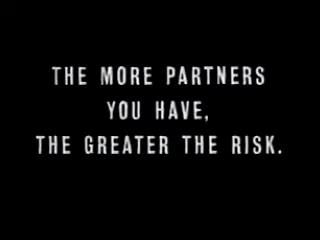 THE MORE PARTNERS
YOU HAVE,
THE GREATER THE RISK.